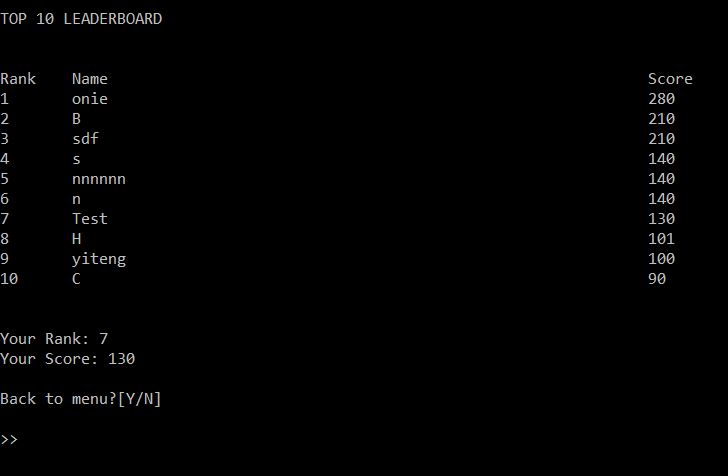 TOP 10 LEADERBOARD
Rank Name Score
1 onie 280
2 B 210
3 sdf 210
4 s 140
5 nnnnnn 140
6 n 140
7 Test 130
8 H 101
9 yiteng 100
10 C 90
Your Rank: 7
Your Score: 130
Back to menu?[Y/N]
>>